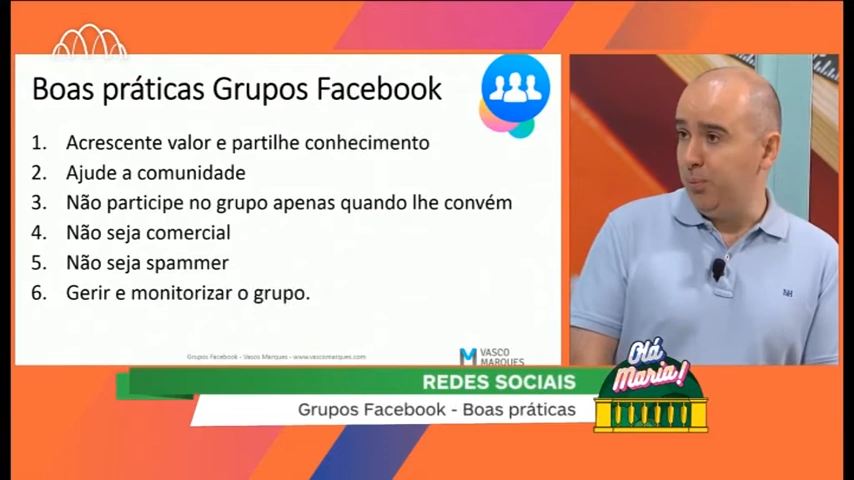 Boas práticas Grupos Facebook
1. Acrescente valor e partilhe conhecimento
2. Ajude a comunidade
3. Não participe no grupo apenas quando lhe convém
4. Não seja comercial
5. Não seja spammer
6. Gerir e monitorizar o grupo.
Grupos Facebook - Vasco Marques - www.vascomarques.com
VASCO
MARQUES
NH
REDES SOCIAIS
Grupos Facebook - Boas práticas
Olá
Maria!